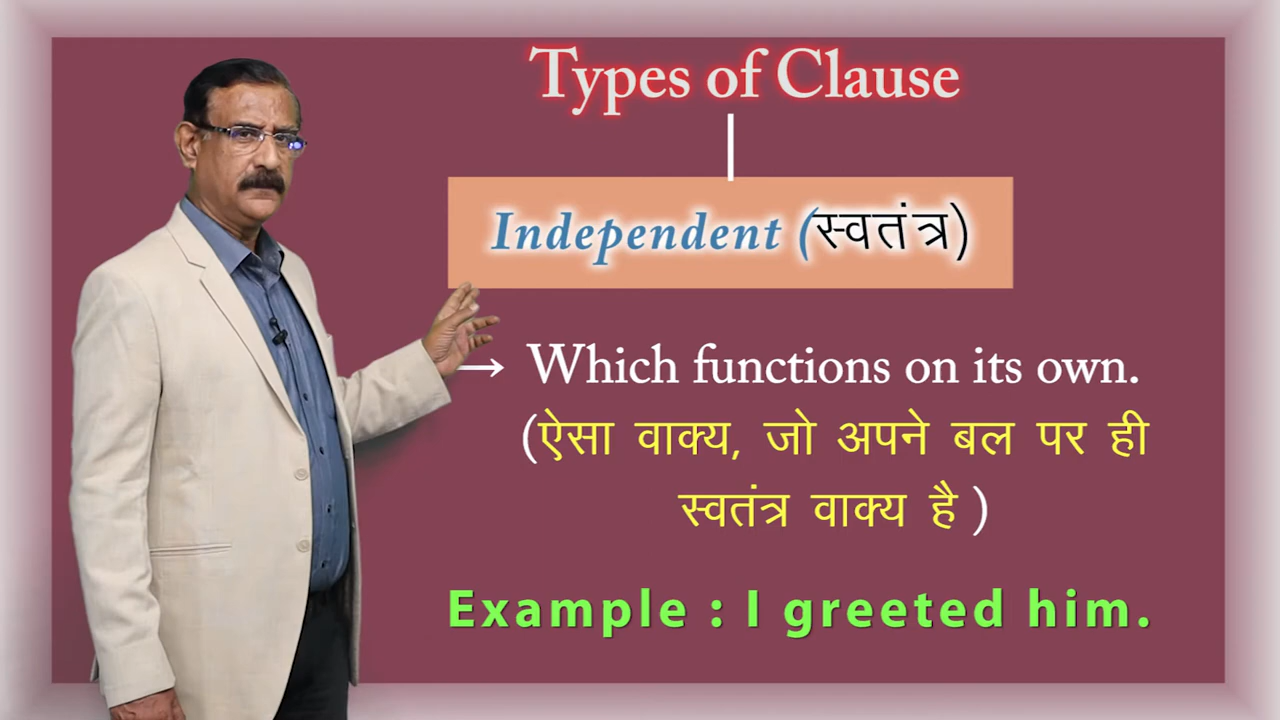 Types of Clause
Independent (स्वतंत्र)
→ Which functions on its own.
(ऐसा वाक्य, जो अपने बल पर ही
स्वतंत्र वाक्य है )
Example : I greeted him.